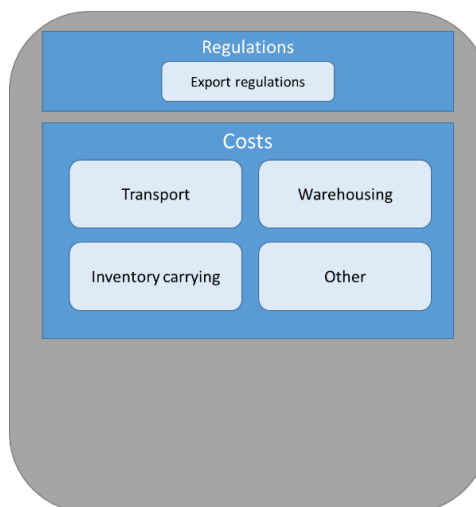 Regulations
Export regulations
Costs
Transport
Warehousing
Inventory carrying
Other